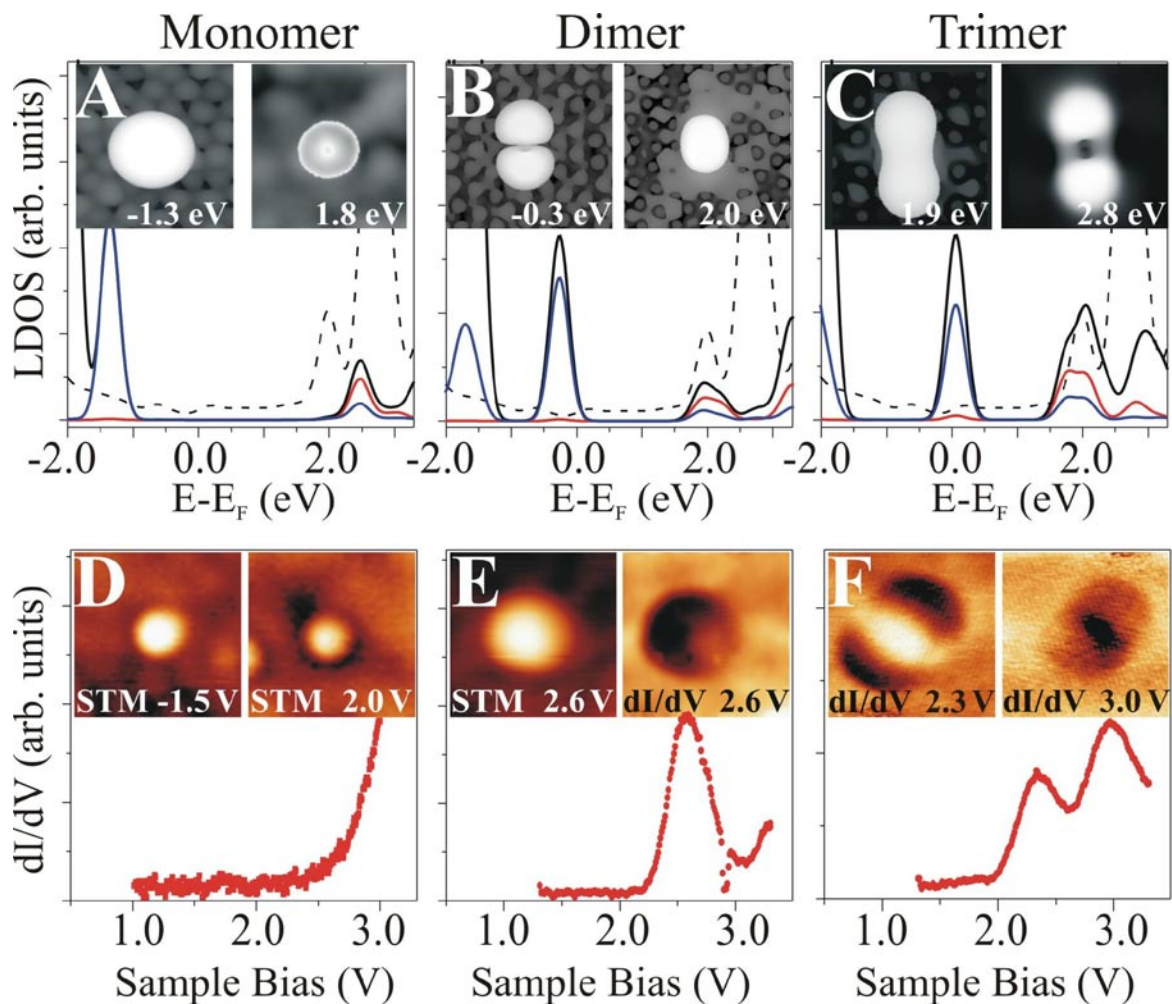 Monomer Dimer Trimer
A B C
-1.3 eV 1.8 eV -0.3 eV 2.0 eV 1.9 eV 2.8 eV
LDOS (arb. units)
-2.0 0.0 2.0 -2.0 0.0 2.0 -2.0 0.0 2.0
E-E_F (eV) E-E_F (eV) E-E_F (eV)
D E F
STM -1.5 V STM 2.0 V STM 2.6 V dI/dV 2.6 V dI/dV 2.3 V dI/dV 3.0 V
dI/dV (arb. units)
1.0 2.0 3.0 1.0 2.0 3.0 1.0 2.0 3.0
Sample Bias (V) Sample Bias (V) Sample Bias (V)